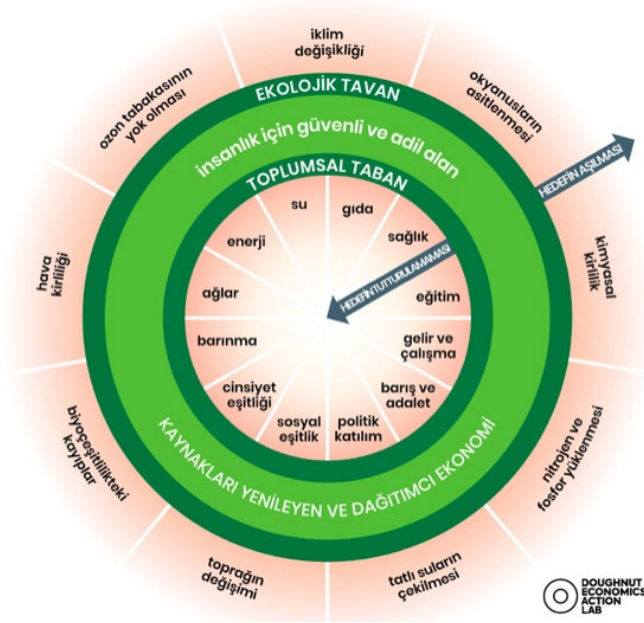 iklim
değişikliği
okyanusların
asitlenmesi
kimyasal
kirlilik
nitrojen ve
fosfor yüklenmesi
tatlı suların
çekilmesi
toprağın
değişimi
biyoçeşitlilikteki
kayıplar
hava
kirliliği
ozon tabakasının
yok olması
EKOLOJİK TAVAN
insanlık için güvenli ve adil alan
TOPLUMSAL TABAN
su
gıda
sağlık
eğitim
gelir ve
çalışma
barış ve
adalet
politik
katılım
sosyal
eşitlik
cinsiyet
eşitliği
barınma
ağlar
enerji
HEDEFİN TUTTURULAMAMASI
HEDEFİN AŞILMASI
KAYNAKLARI YENİLEYEN VE DAĞITIMCI EKONOMİ
DOUGHNUT
ECONOMICS
ACTION
LAB